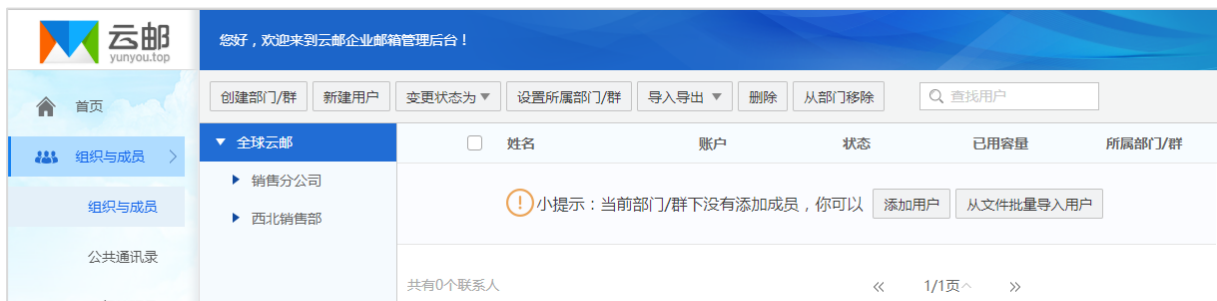 云邮
yunyou.top
您好，欢迎来到云邮企业邮箱管理后台！
首页
组织与成员
组织与成员
公共通讯录
创建部门/群 新建用户 变更状态为 设置所属部门/群 导入导出 删除 从部门移除 查找用户
全球云邮
销售分公司
西北销售部
姓名 账户 状态 已用容量 所属部门/群
小提示：当前部门/群下没有添加成员，你可以 添加用户 从文件批量导入用户
共有0个联系人 《 1/1页 》